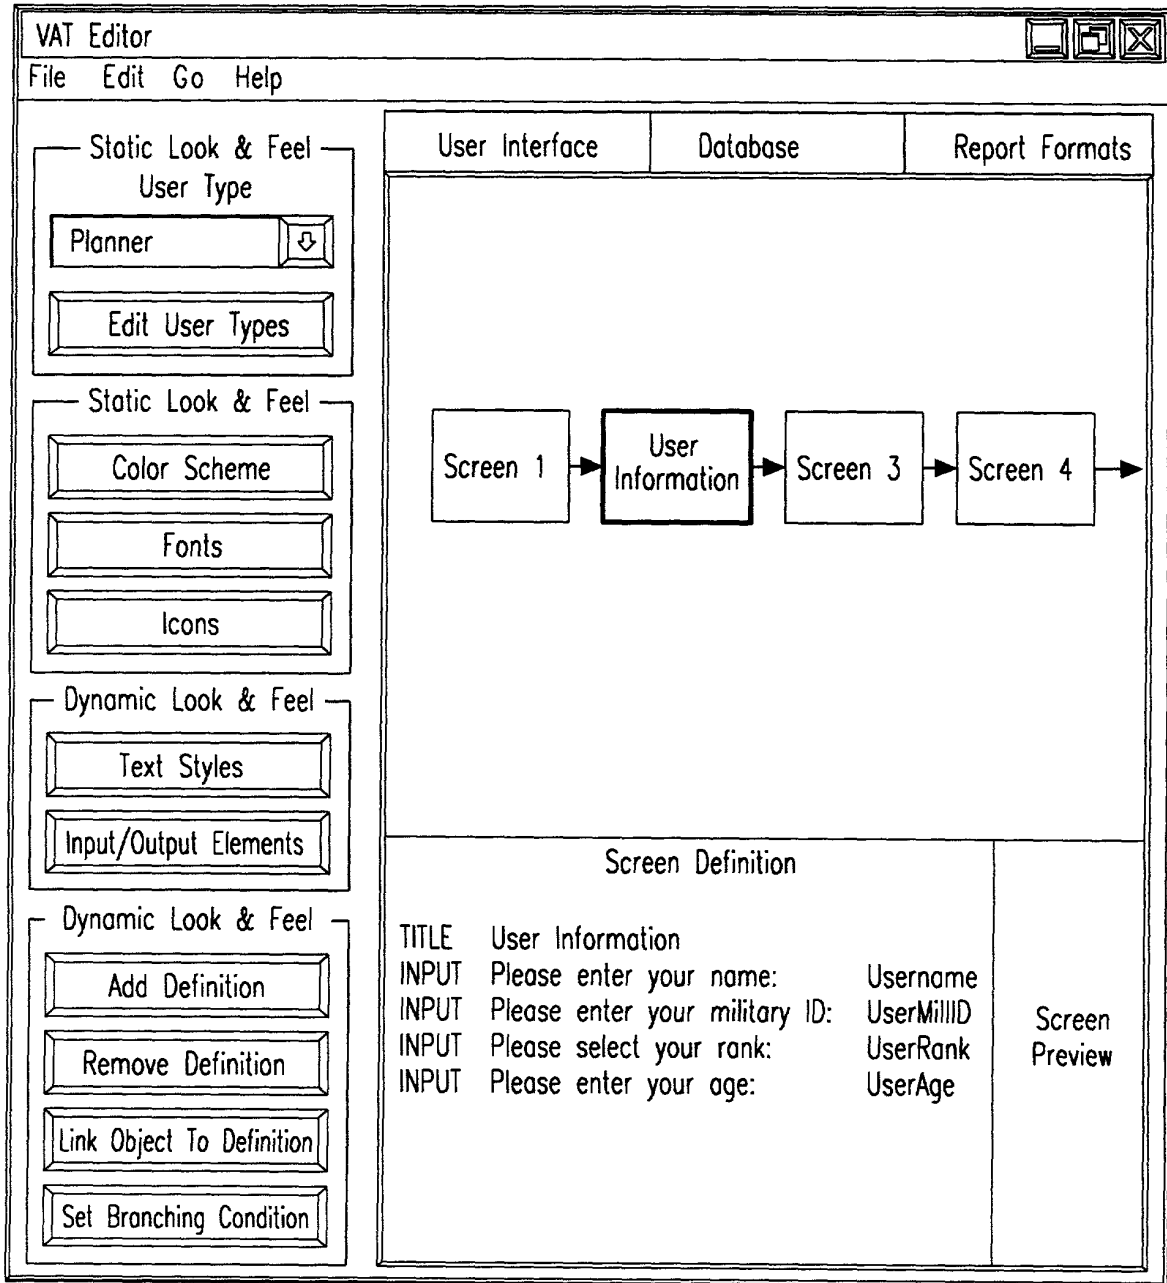 VAT Editor
File Edit Go Help
Static Look & Feel
User Type
Planner
Edit User Types
Static Look & Feel
Color Scheme
Fonts
Icons
Dynamic Look & Feel
Text Styles
Input/Output Elements
Dynamic Look & Feel
Add Definition
Remove Definition
Link Object To Definition
Set Branching Condition
User Interface Database Report Formats
Screen 1
User
Information
Screen 3
Screen 4
Screen Definition
TITLE User Information
INPUT Please enter your name: Username
INPUT Please enter your military ID: UserMillID
INPUT Please select your rank: UserRank
INPUT Please enter your age: UserAge
Screen
Preview